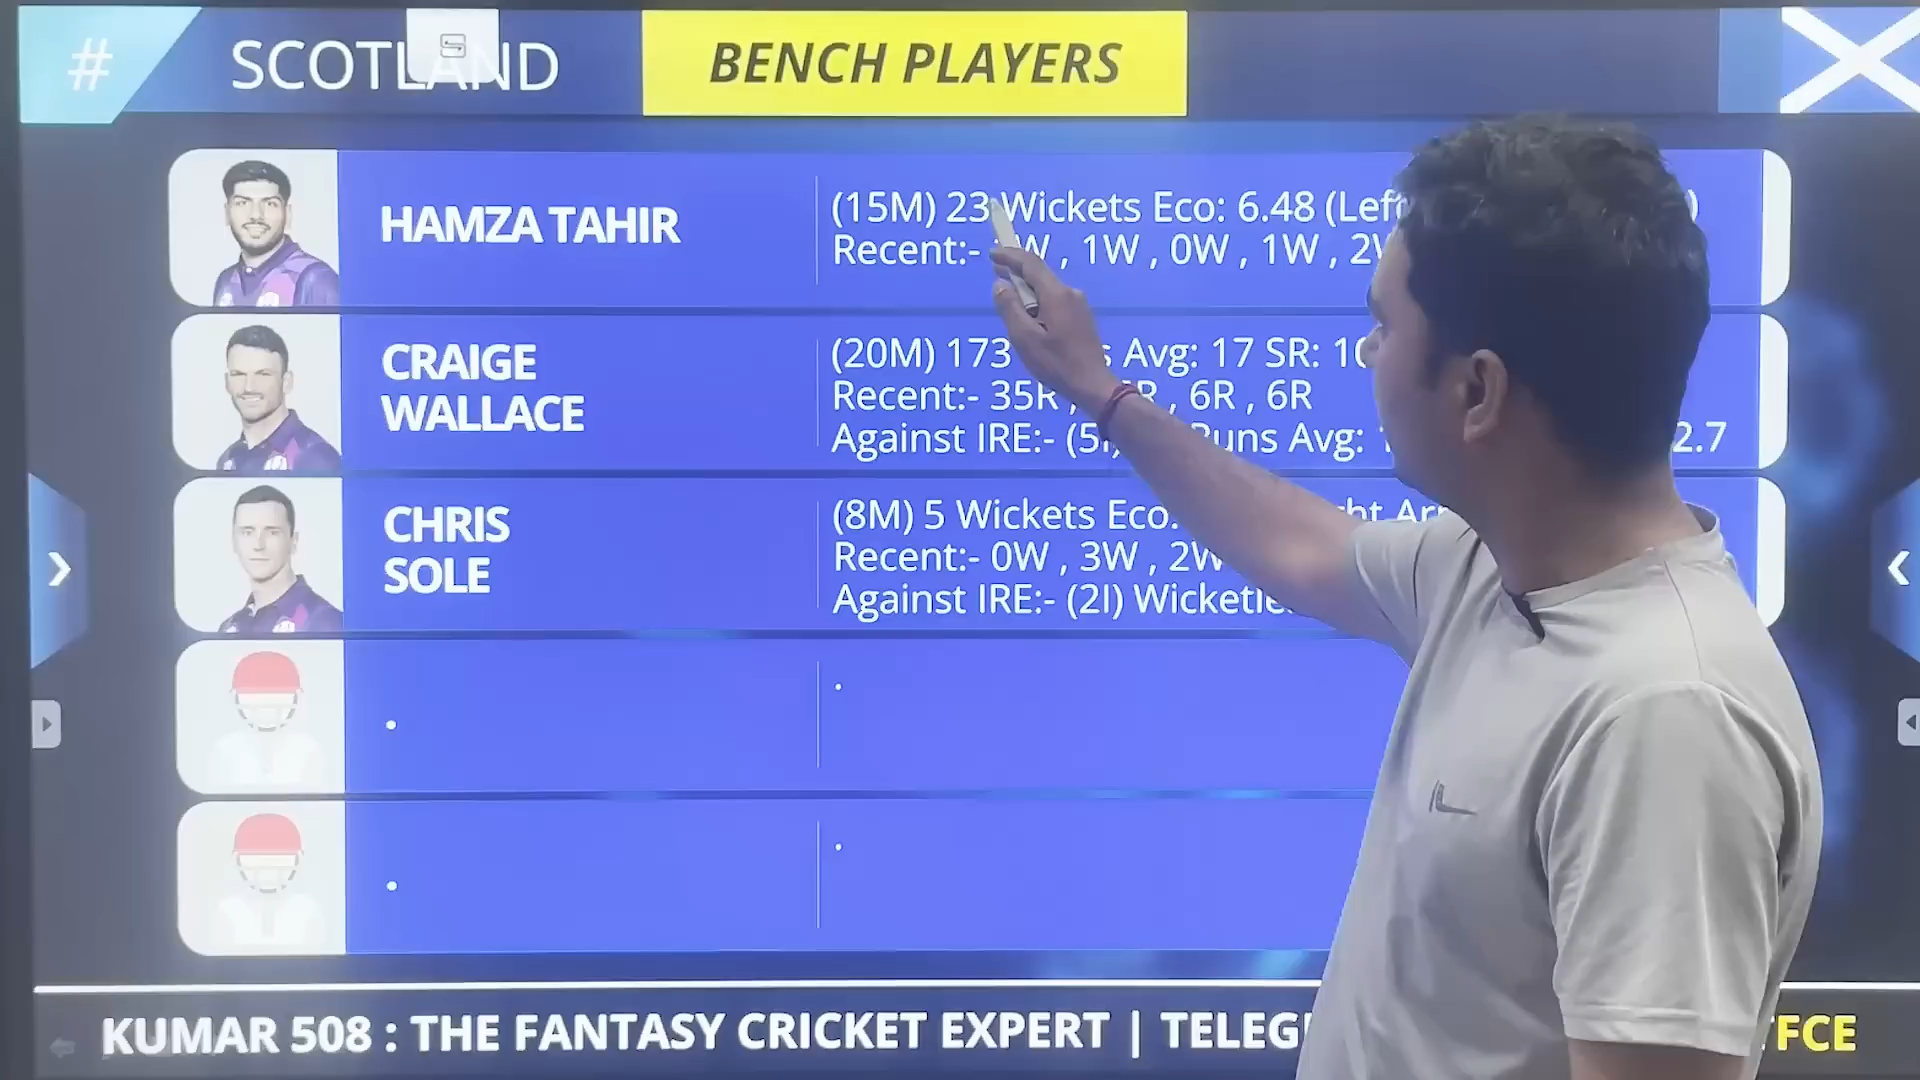 # SCOTLAND BENCH PLAYERS
HAMZA TAHIR
(15M) 23 Wickets Eco: 6.48 (Left )
Recent:- W , 1W , 0W , 1W , 2W
CRAIGE
WALLACE
(20M) 173 Avg: 17 SR:
Recent:- 35R , R , 6R , 6R
Against IRE:- Runs Avg: 2.7
CHRIS
SOLE
(8M) 5 Wickets Eco: Arm
Recent:- 0W , 3W , 2W
Against IRE:- (2I) Wicketless
KUMAR 508 : THE FANTASY CRICKET EXPERT | TELEG FCE